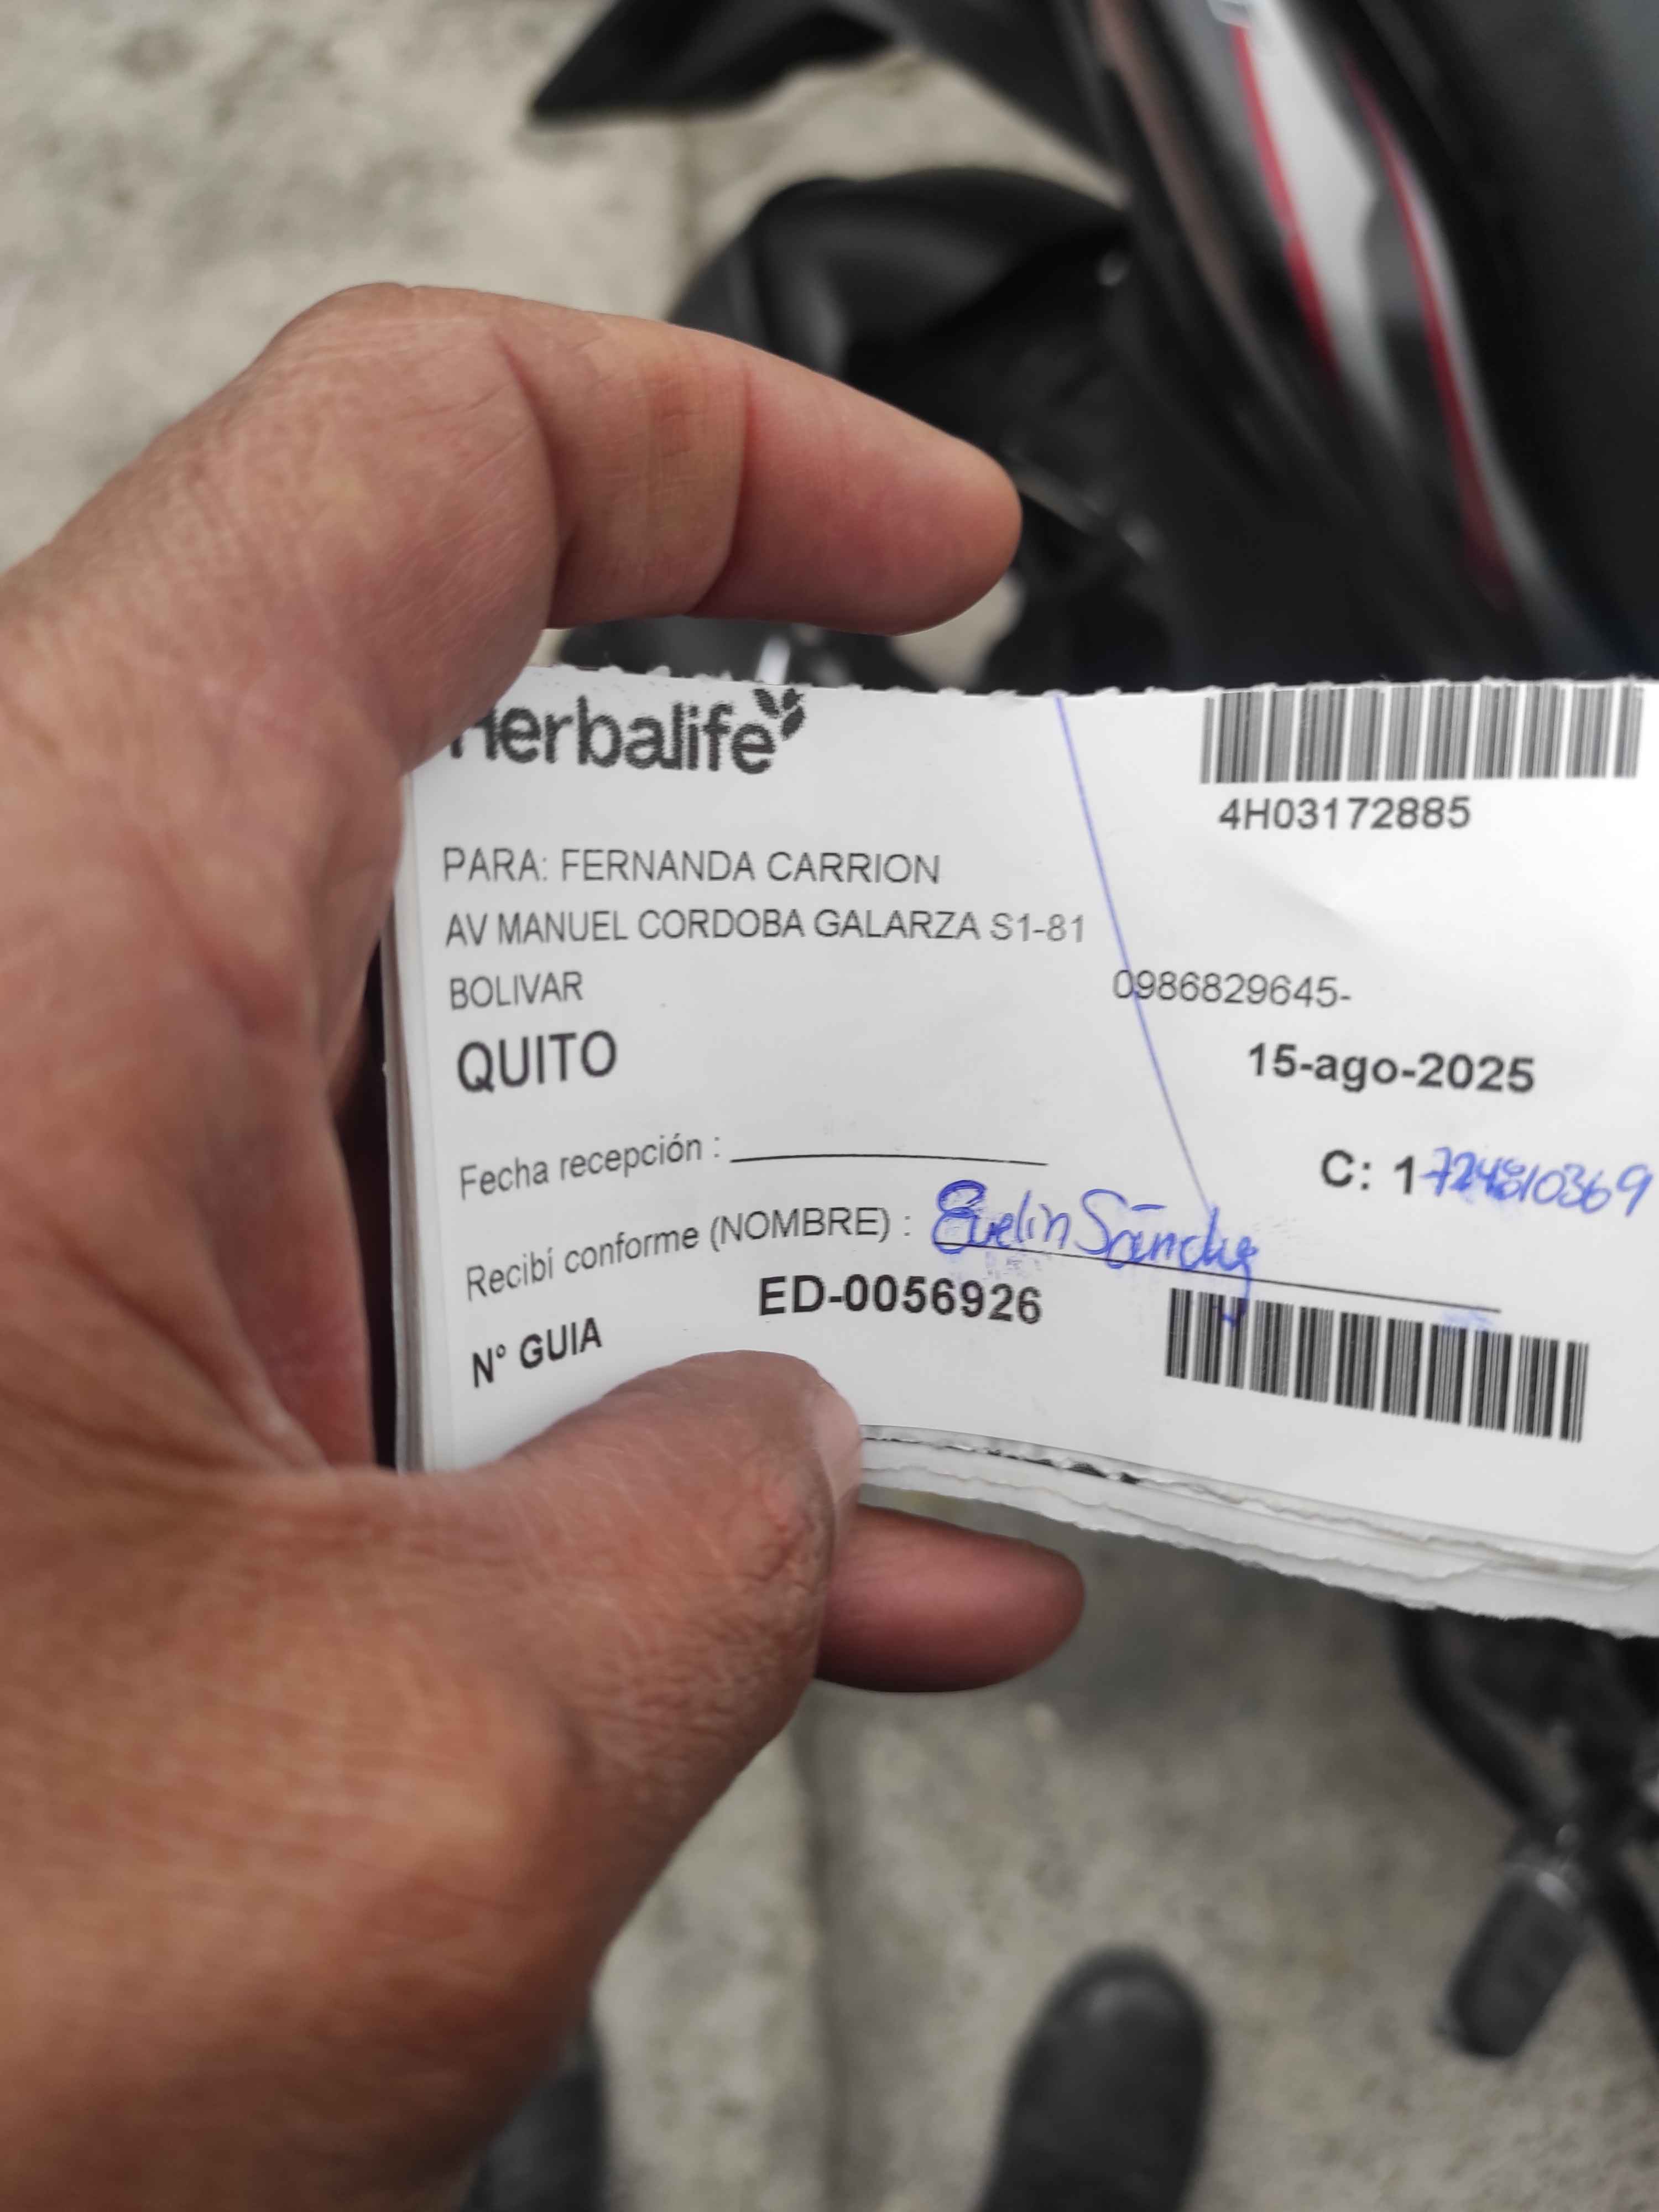 Herbalife
4H03172885
PARA: FERNANDA CARRION
AV MANUEL CORDOBA GALARZA S1-81
BOLIVAR
0986829645-
QUITO
15-ago-2025
Fecha recepción :
C: 1724810369
Recibí conforme (NOMBRE) : Evelin Sánchez
N° GUIA ED-0056926